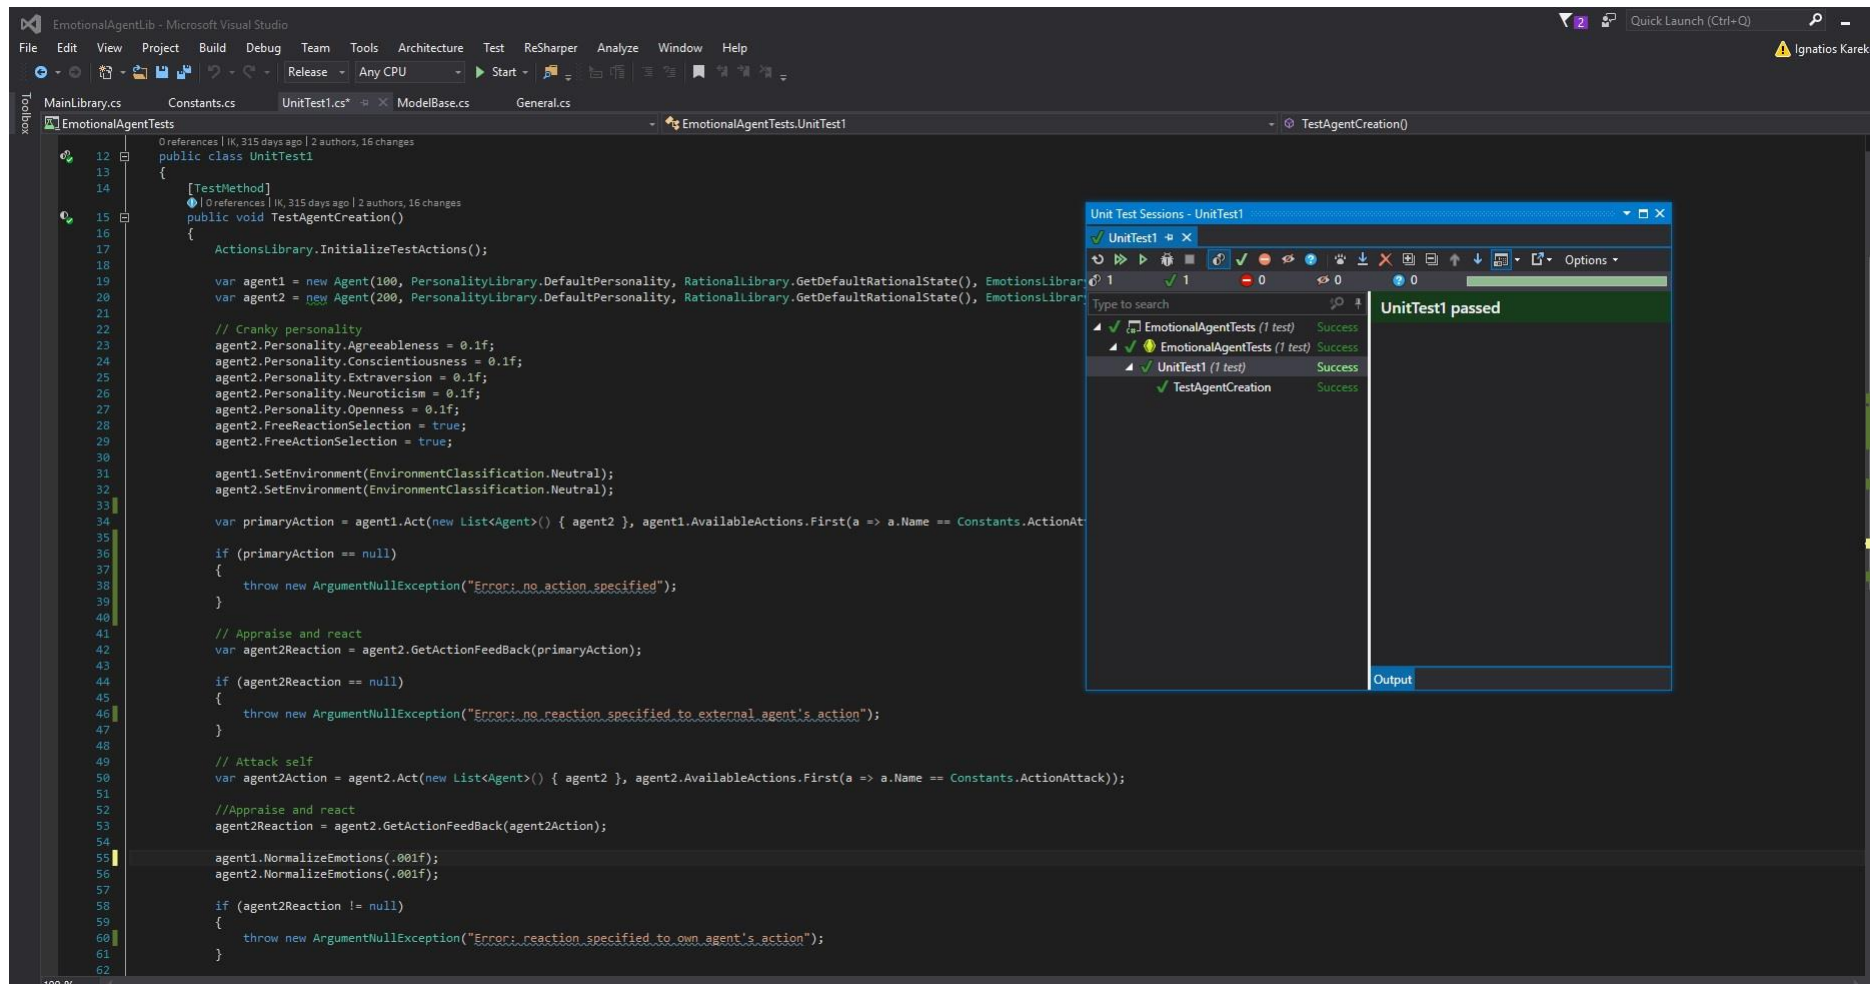 EmotionalAgentLib - Microsoft Visual Studio
2
Quick Launch (Ctrl+Q)
File Edit View Project Build Debug Team Tools Architecture Test ReSharper Analyze Window Help
Ignatios Karek
Release Any CPU Start
Toolbox
MainLibrary.cs Constants.cs UnitTest1.cs* ModelBase.cs General.cs
EmotionalAgentTests EmotionalAgentTests.UnitTest1 TestAgentCreation()
0 references | IK, 315 days ago | 2 authors, 16 changes
12 public class UnitTest1
13 {
14 [TestMethod]
0 references | IK, 315 days ago | 2 authors, 16 changes
15 public void TestAgentCreation()
16 {
17 ActionsLibrary.InitializeTestActions();
18
19 var agent1 = new Agent(100, PersonalityLibrary.DefaultPersonality, RationalLibrary.GetDefaultRationalState(), EmotionsLibrar
20 var agent2 = new Agent(200, PersonalityLibrary.DefaultPersonality, RationalLibrary.GetDefaultRationalState(), EmotionsLibrar
21
22 // Cranky personality
23 agent2.Personality.Agreeableness = 0.1f;
24 agent2.Personality.Conscientiousness = 0.1f;
25 agent2.Personality.Extraversion = 0.1f;
26 agent2.Personality.Neuroticism = 0.1f;
27 agent2.Personality.Openness = 0.1f;
28 agent2.FreeReactionSelection = true;
29 agent2.FreeActionSelection = true;
30
31 agent1.SetEnvironment(EnvironmentClassification.Neutral);
32 agent2.SetEnvironment(EnvironmentClassification.Neutral);
33
34 var primaryAction = agent1.Act(new List<Agent>() { agent2 }, agent1.AvailableActions.First(a => a.Name == Constants.ActionAt
35
36 if (primaryAction == null)
37 {
38 throw new ArgumentNullException("Error: no action specified");
39 }
40
41 // Appraise and react
42 var agent2Reaction = agent2.GetActionFeedBack(primaryAction);
43
44 if (agent2Reaction == null)
45 {
46 throw new ArgumentNullException("Error: no reaction specified to external agent's action");
47 }
48
49 // Attack self
50 var agent2Action = agent2.Act(new List<Agent>() { agent2 }, agent2.AvailableActions.First(a => a.Name == Constants.ActionAttack));
51
52 //Appraise and react
53 agent2Reaction = agent2.GetActionFeedBack(agent2Action);
54
55 agent1.NormalizeEmotions(.001f);
56 agent2.NormalizeEmotions(.001f);
57
58 if (agent2Reaction != null)
59 {
60 throw new ArgumentNullException("Error: reaction specified to own agent's action");
61 }
62
Unit Test Sessions - UnitTest1
UnitTest1
Options
1 1 0 0 0
Type to search
UnitTest1 passed
EmotionalAgentTests (1 test) Success
EmotionalAgentTests (1 test) Success
UnitTest1 (1 test) Success
TestAgentCreation Success
Output